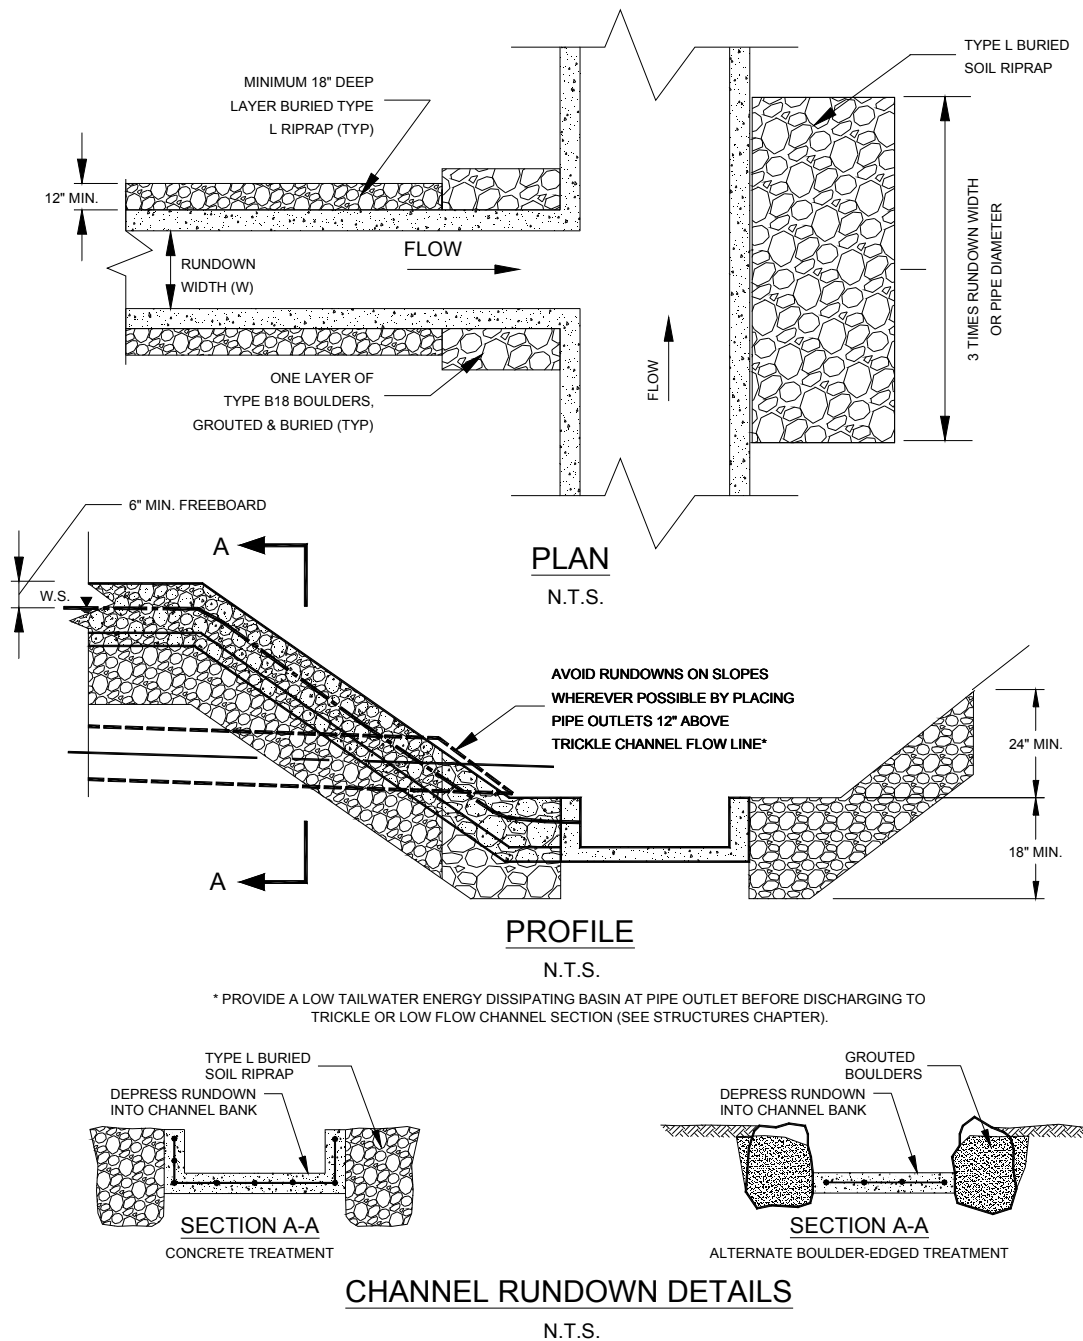 TYPE L BURIED
SOIL RIPRAP
MINIMUM 18" DEEP
LAYER BURIED TYPE
L RIPRAP (TYP)
12" MIN.
FLOW
RUNDOWN
WIDTH (W)
3 TIMES RUNDOWN WIDTH
OR PIPE DIAMETER
FLOW
ONE LAYER OF
TYPE B18 BOULDERS,
GROUTED & BURIED (TYP)
6" MIN. FREEBOARD
A
PLAN
N.T.S.
W.S.
AVOID RUNDOWNS ON SLOPES
WHEREVER POSSIBLE BY PLACING
PIPE OUTLETS 12" ABOVE
TRICKLE CHANNEL FLOW LINE*
24" MIN.
18" MIN.
A
PROFILE
N.T.S.
* PROVIDE A LOW TAILWATER ENERGY DISSIPATING BASIN AT PIPE OUTLET BEFORE DISCHARGING TO
TRICKLE OR LOW FLOW CHANNEL SECTION (SEE STRUCTURES CHAPTER).
TYPE L BURIED
SOIL RIPRAP
DEPRESS RUNDOWN
INTO CHANNEL BANK
SECTION A-A
CONCRETE TREATMENT
GROUTED
BOULDERS
DEPRESS RUNDOWN
INTO CHANNEL BANK
SECTION A-A
ALTERNATE BOULDER-EDGED TREATMENT
CHANNEL RUNDOWN DETAILS
N.T.S.